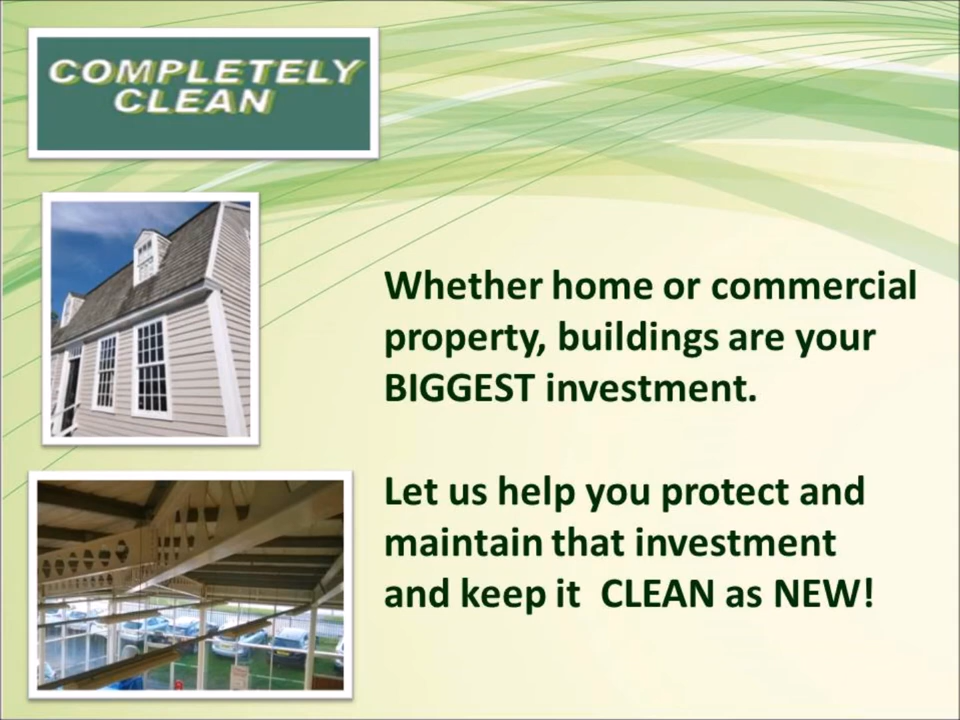 COMPLETELY
CLEAN
Whether home or commercial
property, buildings are your
BIGGEST investment.
Let us help you protect and
maintain that investment
and keep it  CLEAN as NEW!